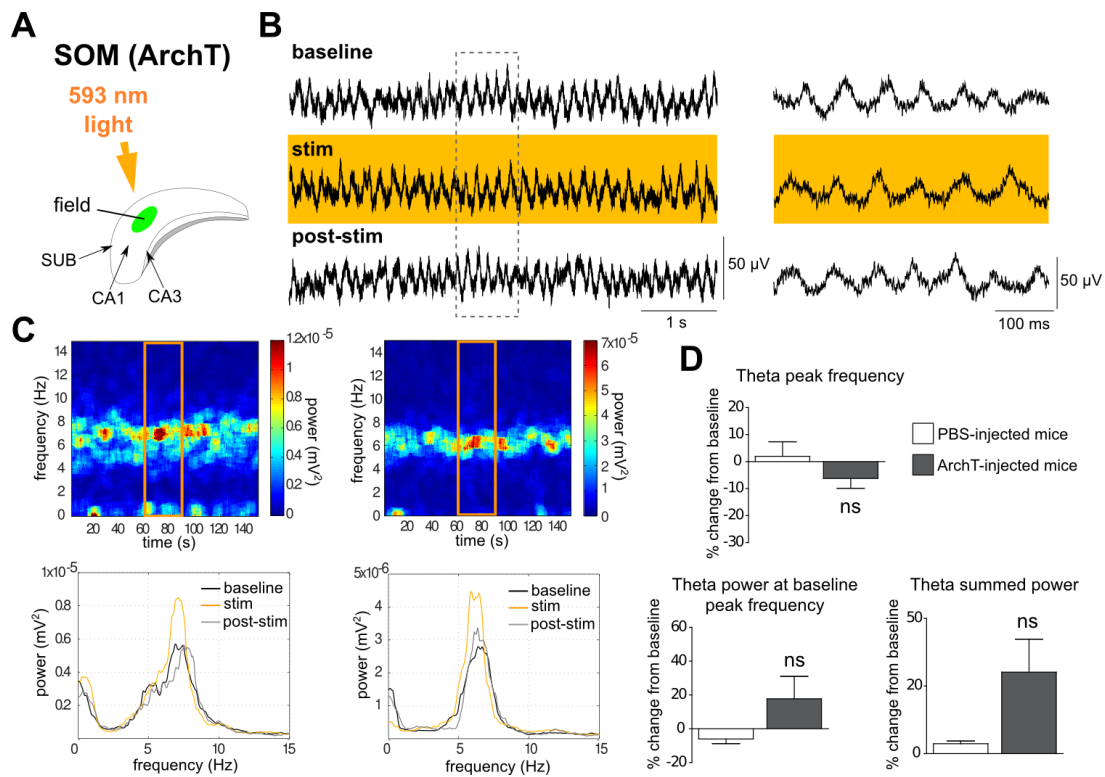 A
SOM (ArchT)
593 nm
light
field
SUB
CA1
CA3
B
baseline
stim
post-stim
50 µV
1 s
50 µV
100 ms
C
14
12
10
8
6
4
2
0
frequency (Hz)
20 40 60 80 100 120 140
time (s)
12x10⁻⁵
1
0.8
0.6
0.4
0.2
0
power (mV²)
14
12
10
8
6
4
2
0
frequency (Hz)
20 40 60 80 100 120 140
time (s)
7x10⁻⁵
6
5
4
3
2
1
0
power (mV²)
1x10⁻⁵
0.8
0.6
0.4
0.2
power (mV²)
baseline
stim
post-stim
0 5 10 15
frequency (Hz)
5x10⁻⁶
4
3
2
1
power (mV²)
baseline
stim
post-stim
0 5 10 15
frequency (Hz)
D
Theta peak frequency
20
10
0
-10
-20
-30
% change from baseline
ns
PBS-injected mice
ArchT-injected mice
Theta power at baseline
peak frequency
60
40
20
0
-20
% change from baseline
ns
Theta summed power
50
20
0
% change from baseline
ns